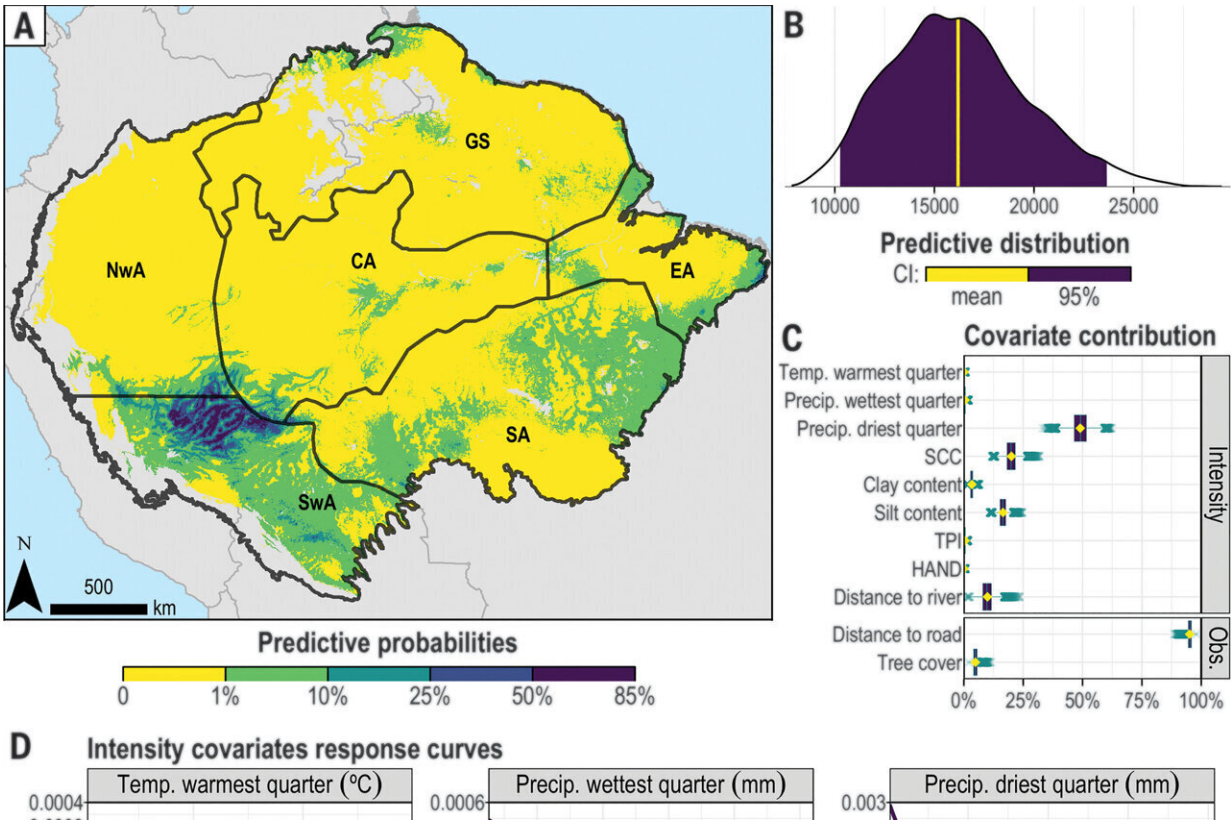 A
GS
NwA
CA
EA
SA
SwA
N
500
km
Predictive probabilities
0 1% 10% 25% 50% 85%
B
10000 15000 20000 25000
Predictive distribution
CI:
mean 95%
C Covariate contribution
Temp. warmest quarter
Precip. wettest quarter
Precip. driest quarter
SCC
Clay content
Silt content
TPI
HAND
Distance to river
Intensity
Distance to road
Tree cover
Obs.
0% 25% 50% 75% 100%
D Intensity covariates response curves
Temp. warmest quarter (ºC) Precip. wettest quarter (mm) Precip. driest quarter (mm)
0.0004 0.0006 0.003